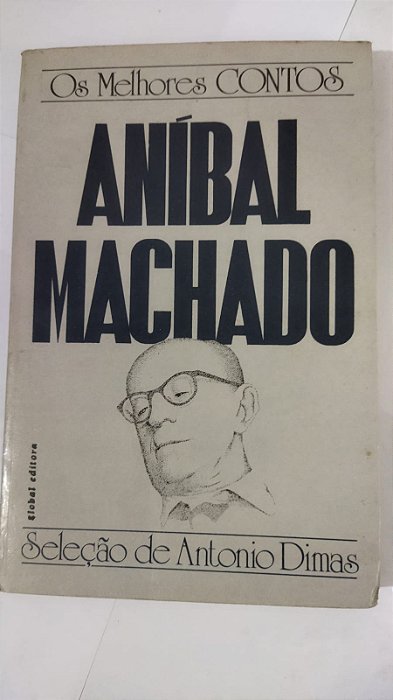 Os Melhores CONTOS
ANÍBAL
MACHADO
global editora
Seleção de Antonio Dimas